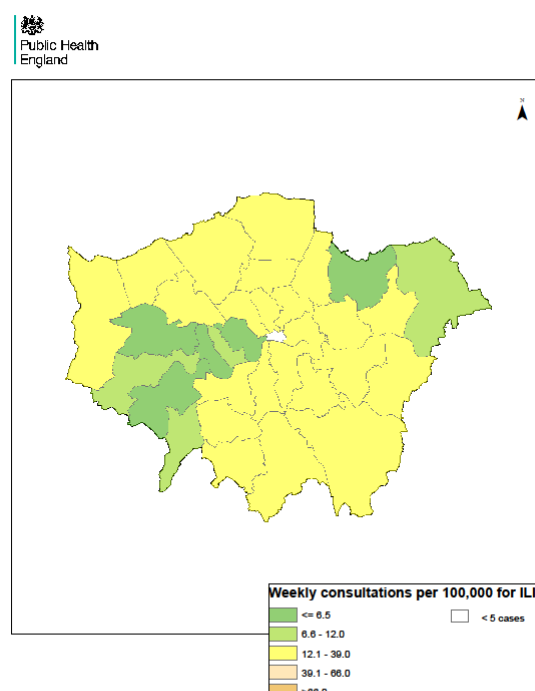 Public Health
England
N
Weekly consultations per 100,000 for ILI
<= 6.5
< 5 cases
6.6 - 12.0
12.1 - 39.0
39.1 - 66.0